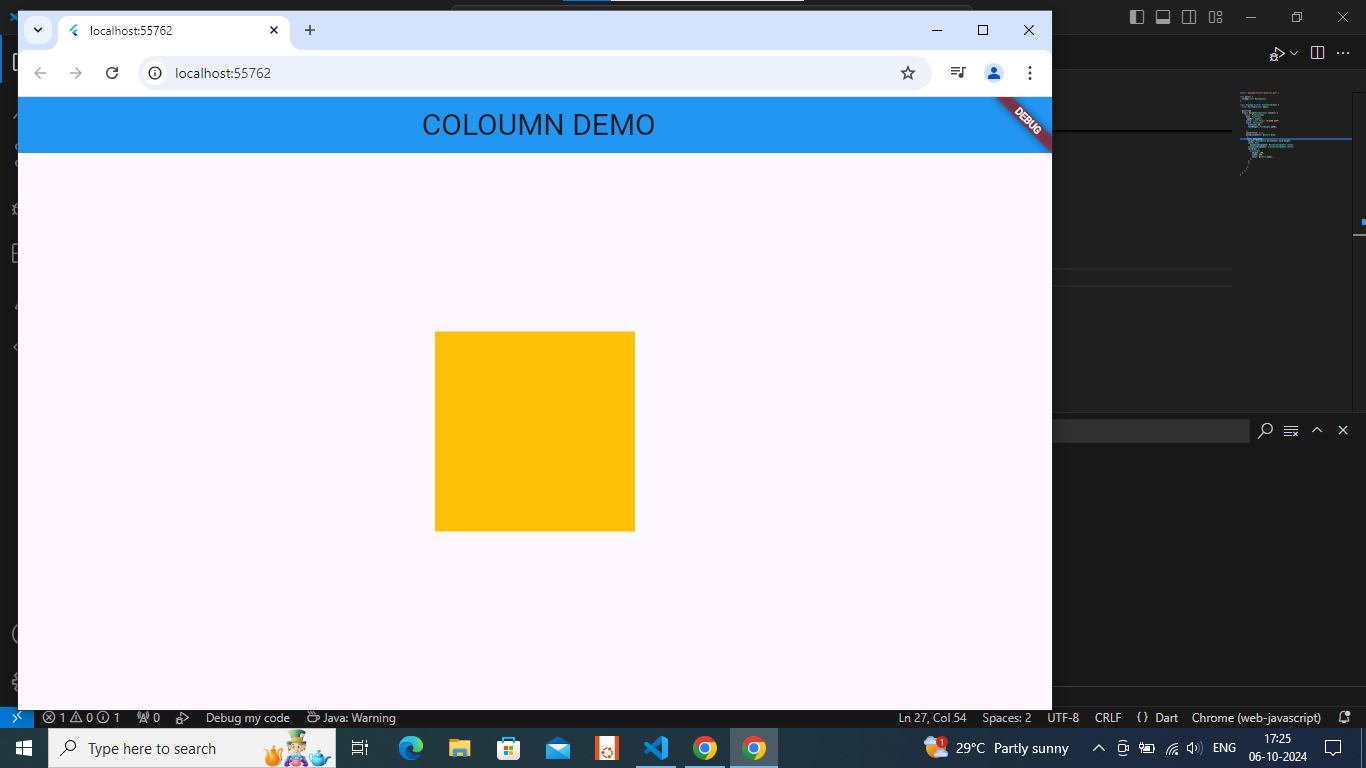 localhost:55762
localhost:55762
COLOUMN DEMO
DEBUG
1 0 1 0 Debug my code Java: Warning
Ln 27, Col 54 Spaces: 2 UTF-8 CRLF {} Dart Chrome (web-javascript)
Type here to search
1 29°C Partly sunny
ENG
17:25
06-10-2024